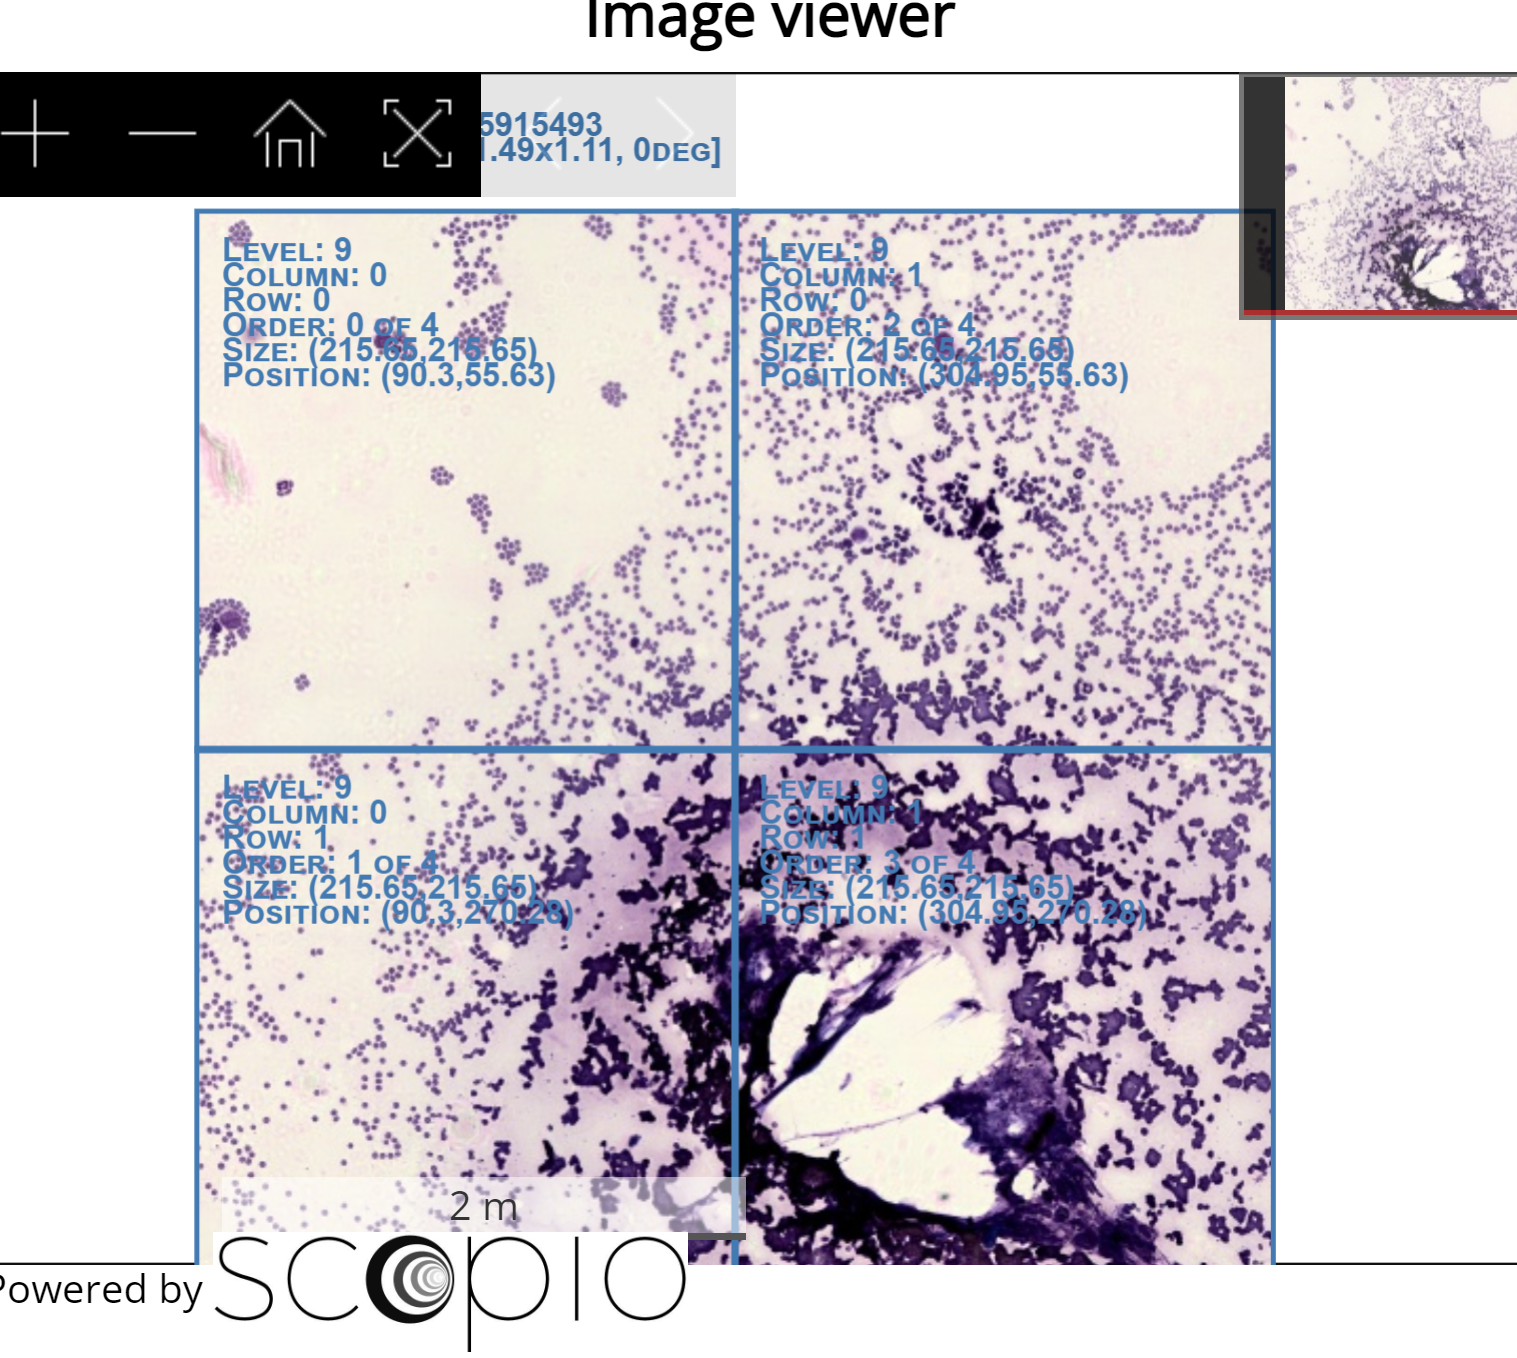 Image viewer
5915493
1.49x1.11, 0DEG]
LEVEL: 9
COLUMN: 0
ROW: 0
ORDER: 0 OF 4
SIZE: (215.65,215.65)
POSITION: (90.3,55.63)
LEVEL: 9
COLUMN: 1
ROW: 0
ORDER: 2 OF 4
SIZE: (215.65,215.65)
POSITION: (304.95,55.63)
LEVEL: 9
COLUMN: 0
ROW: 1
ORDER: 1 OF 4
SIZE: (215.65,215.65)
POSITION: (90.3,270.28)
LEVEL: 9
COLUMN: 1
ROW: 1
ORDER: 3 OF 4
SIZE: (215.65,215.65)
POSITION: (304.95,270.28)
2 m
Powered by SCOPIO